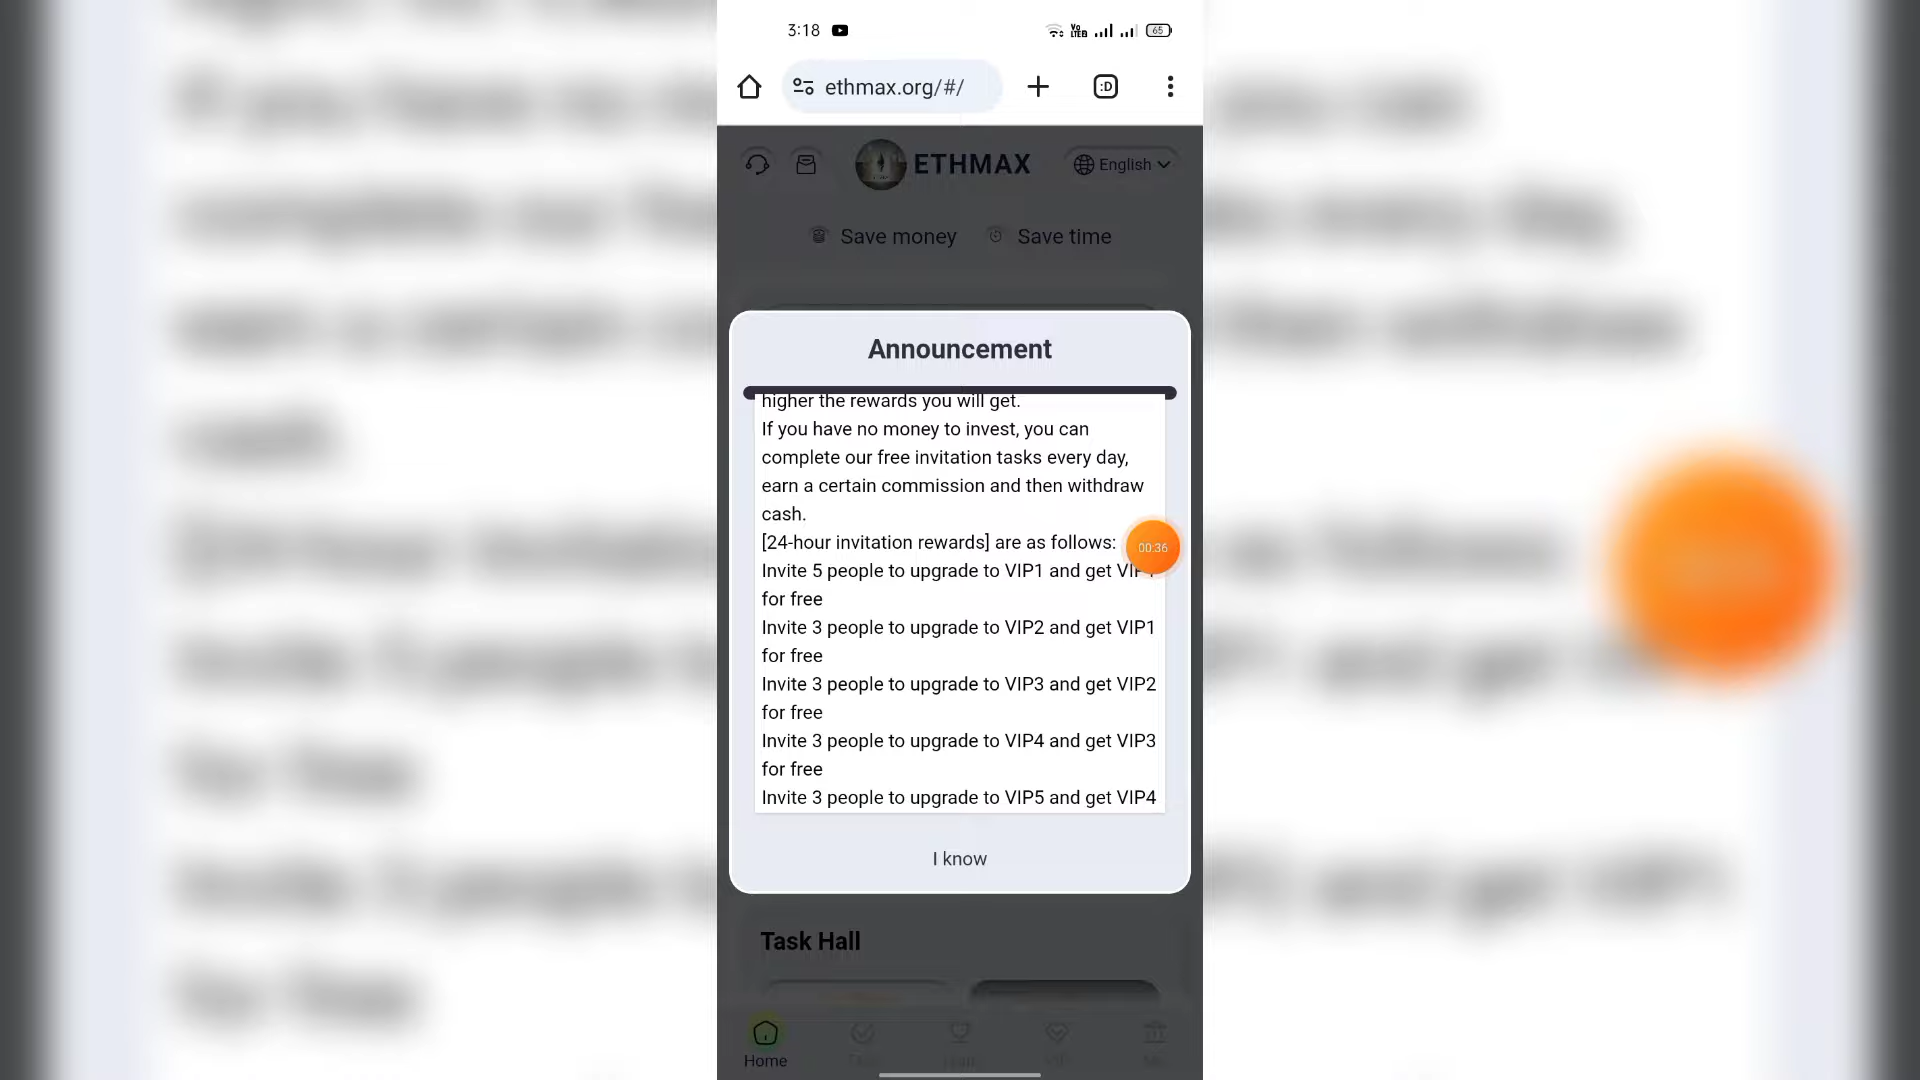 3:18
Vo LTE
65
ethmax.org/#/
:D
ETHMAX
English
Save money
Save time
Announcement
higher the rewards you will get.
If you have no money to invest, you can
complete our free invitation tasks every day,
earn a certain commission and then withdraw
cash.
[24-hour invitation rewards] are as follows:
00:36
Invite 5 people to upgrade to VIP1 and get
for free
Invite 3 people to upgrade to VIP2 and get VIP1
for free
Invite 3 people to upgrade to VIP3 and get VIP2
for free
Invite 3 people to upgrade to VIP4 and get VIP3
for free
Invite 3 people to upgrade to VIP5 and get VIP4
I know
Task Hall
Home